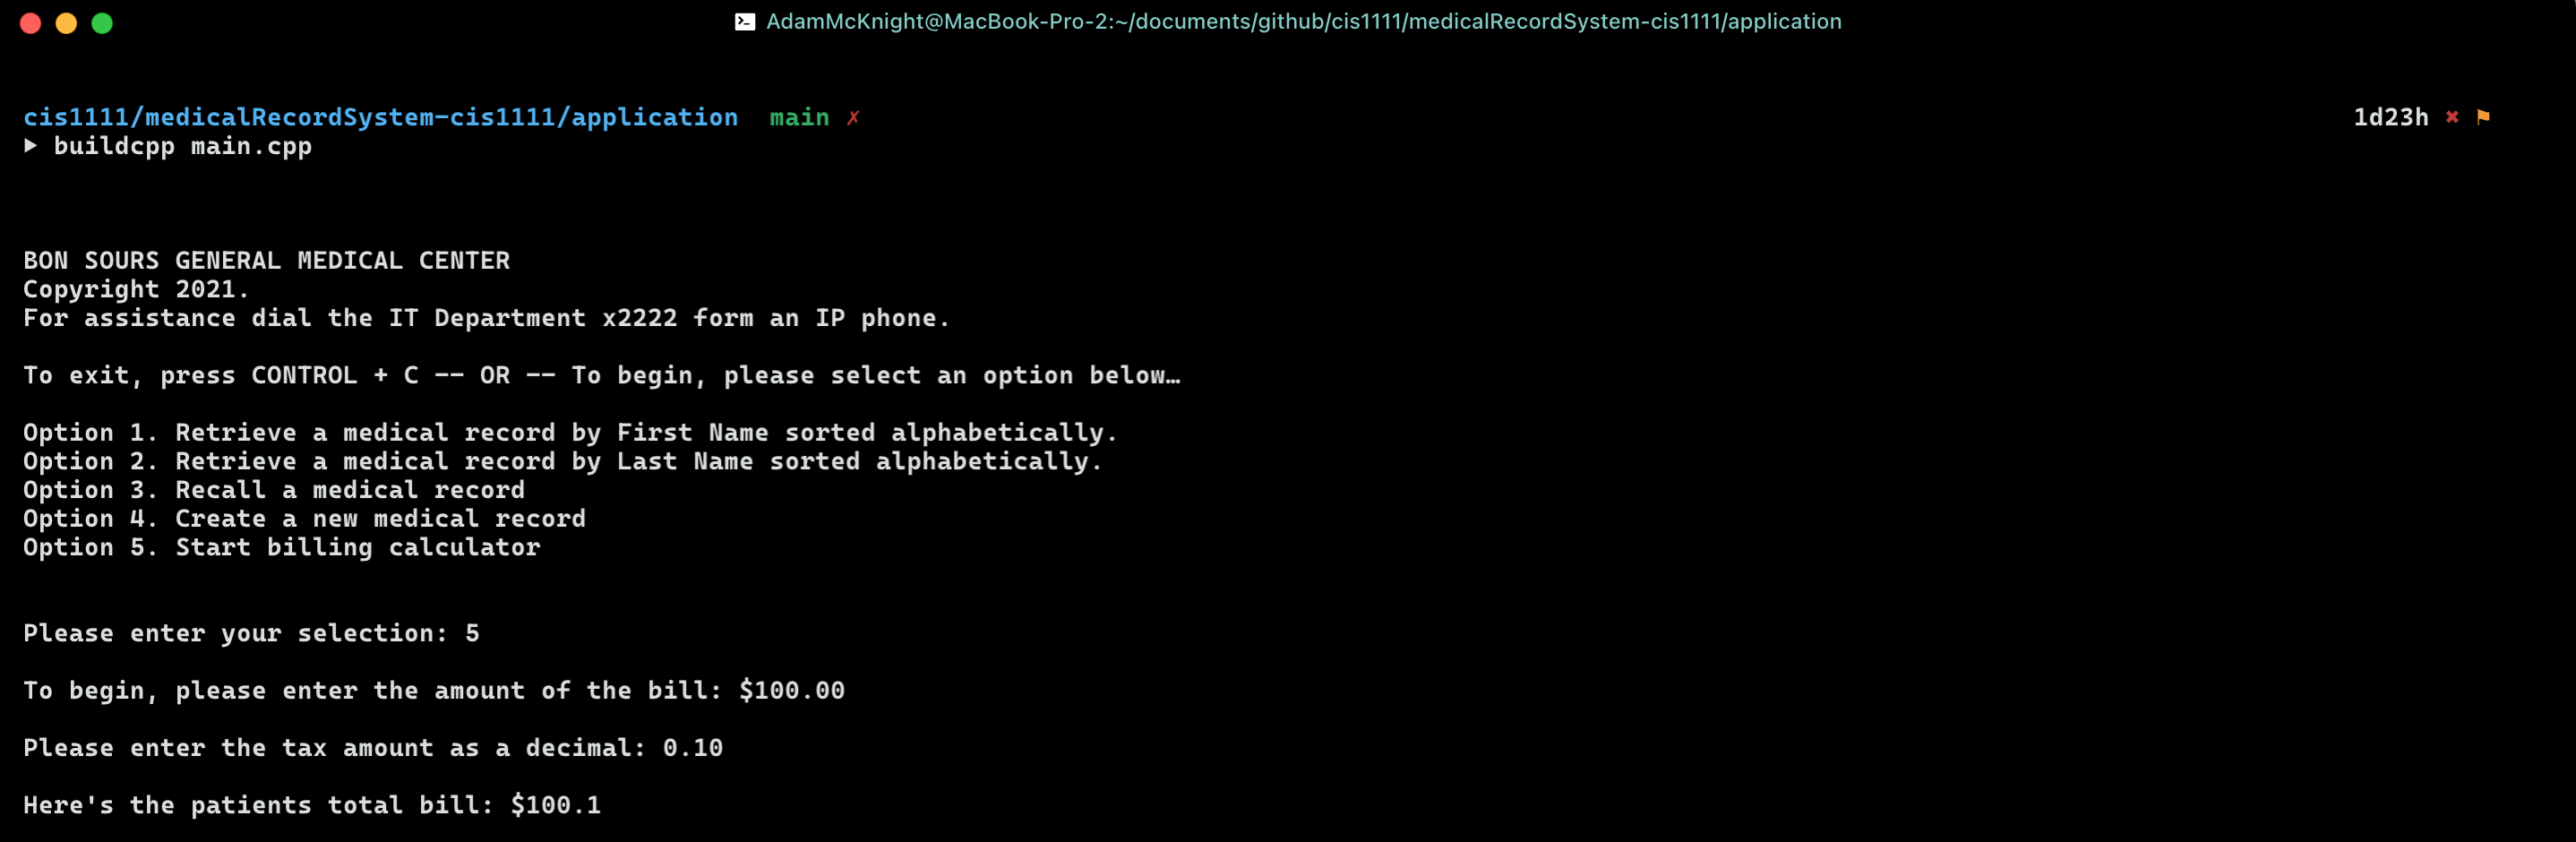 AdamMcKnight@MacBook-Pro-2:~/documents/github/cis1111/medicalRecordSystem-cis1111/application
cis1111/medicalRecordSystem-cis1111/application main ✗ 1d23h ✖ ⚑
▶ buildcpp main.cpp
BON SOURS GENERAL MEDICAL CENTER
Copyright 2021.
For assistance dial the IT Department x2222 form an IP phone.
To exit, press CONTROL + C -- OR -- To begin, please select an option below…
Option 1. Retrieve a medical record by First Name sorted alphabetically.
Option 2. Retrieve a medical record by Last Name sorted alphabetically.
Option 3. Recall a medical record
Option 4. Create a new medical record
Option 5. Start billing calculator
Please enter your selection: 5
To begin, please enter the amount of the bill: $100.00
Please enter the tax amount as a decimal: 0.10
Here's the patients total bill: $100.1